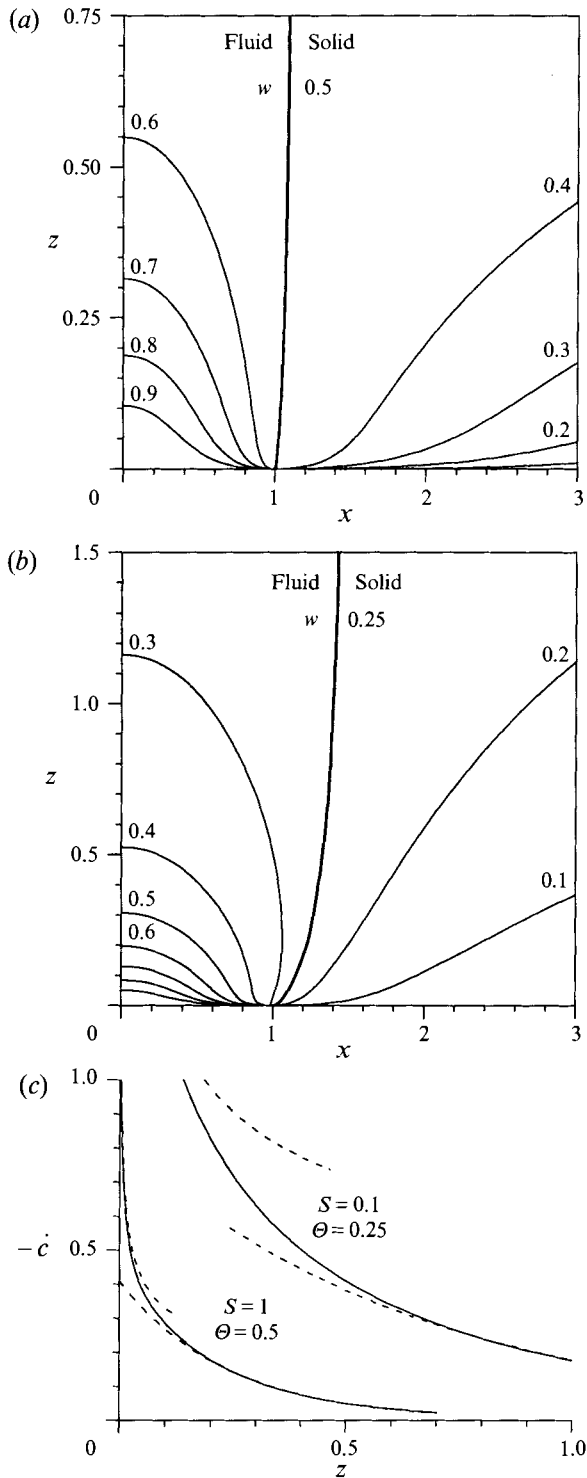 (a)
0.75
Fluid Solid
w 0.5
0.6
0.50
0.4
z
0.7
0.25
0.8
0.3
0.9
0.2
0 1 2 3
x
(b)
1.5
Fluid Solid
w 0.25
0.3
0.2
1.0
z
0.4
0.5
0.5
0.6
0.1
0 1 2 3
x
(c)
1.0
S = 0.1
Θ = 0.25
− ċ 0.5
S = 1
Θ = 0.5
0 0.5 1.0
z